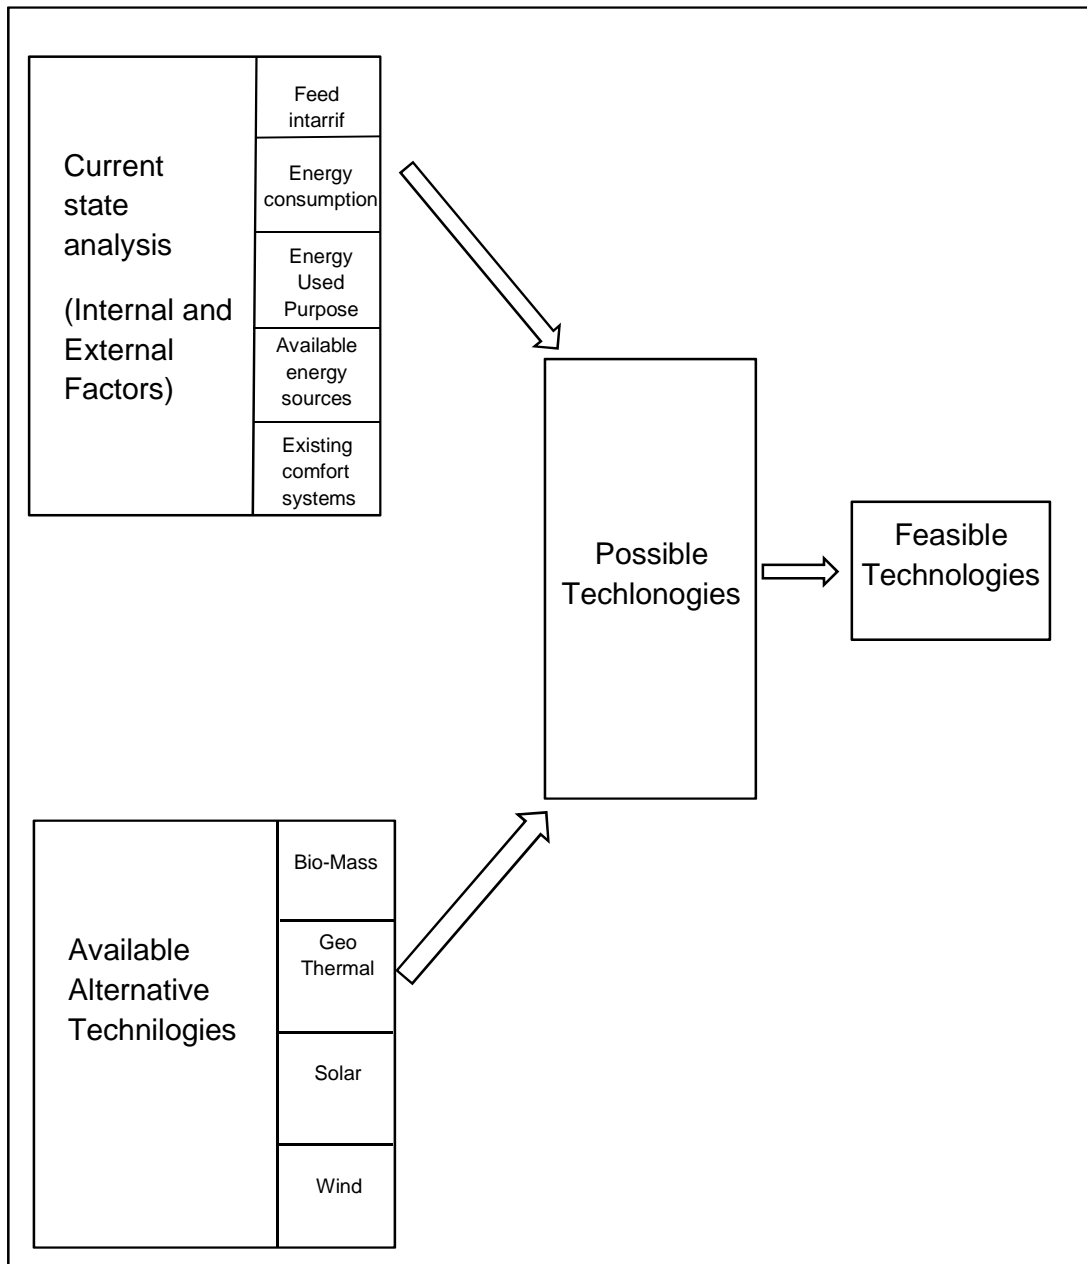 Current
state
analysis
(Internal and
External
Factors)
Feed
intarrif
Energy
consumption
Energy
Used
Purpose
Available
energy
sources
Existing
comfort
systems
Possible
Techlonogies
Feasible
Technologies
Available
Alternative
Technilogies
Bio-Mass
Geo
Thermal
Solar
Wind